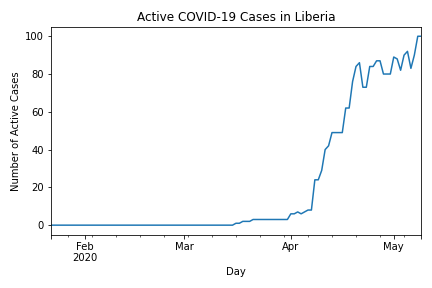 Active COVID-19 Cases in Liberia
100
80
60
40
20
0
Number of Active Cases
Feb
2020
Mar
Apr
May
Day